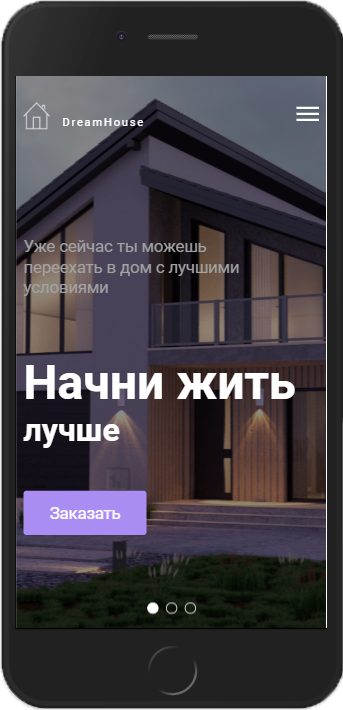 DreamHouse
Уже сейчас ты можешь
переехать в дом с лучшими
условиями
Начни жить
лучше
Заказать